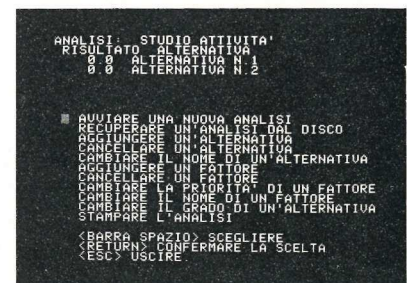 ANALISI: STUDIO ATTIVITA'
RISULTATO ALTERNATIVA
0.0 ALTERNATIVA N.1
0.0 ALTERNATIVA N.2
AVVIARE UNA NUOVA ANALISI
RECUPERARE UN'ANALISI DAL DISCO
AGGIUNGERE UN'ALTERNATIVA
CANCELLARE UN'ALTERNATIVA
CAMBIARE IL NOME DI UN'ALTERNATIVA
AGGIUNGERE UN FATTORE
CANCELLARE UN FATTORE
CAMBIARE LA PRIORITA' DI UN FATTORE
CAMBIARE IL NOME DI UN FATTORE
CAMBIARE IL GRADO DI UN'ALTERNATIVA
STAMPARE L'ANALISI
<BARRA SPAZIO> SCEGLIERE
<RETURN> CONFERMARE LA SCELTA
<ESC> USCIRE